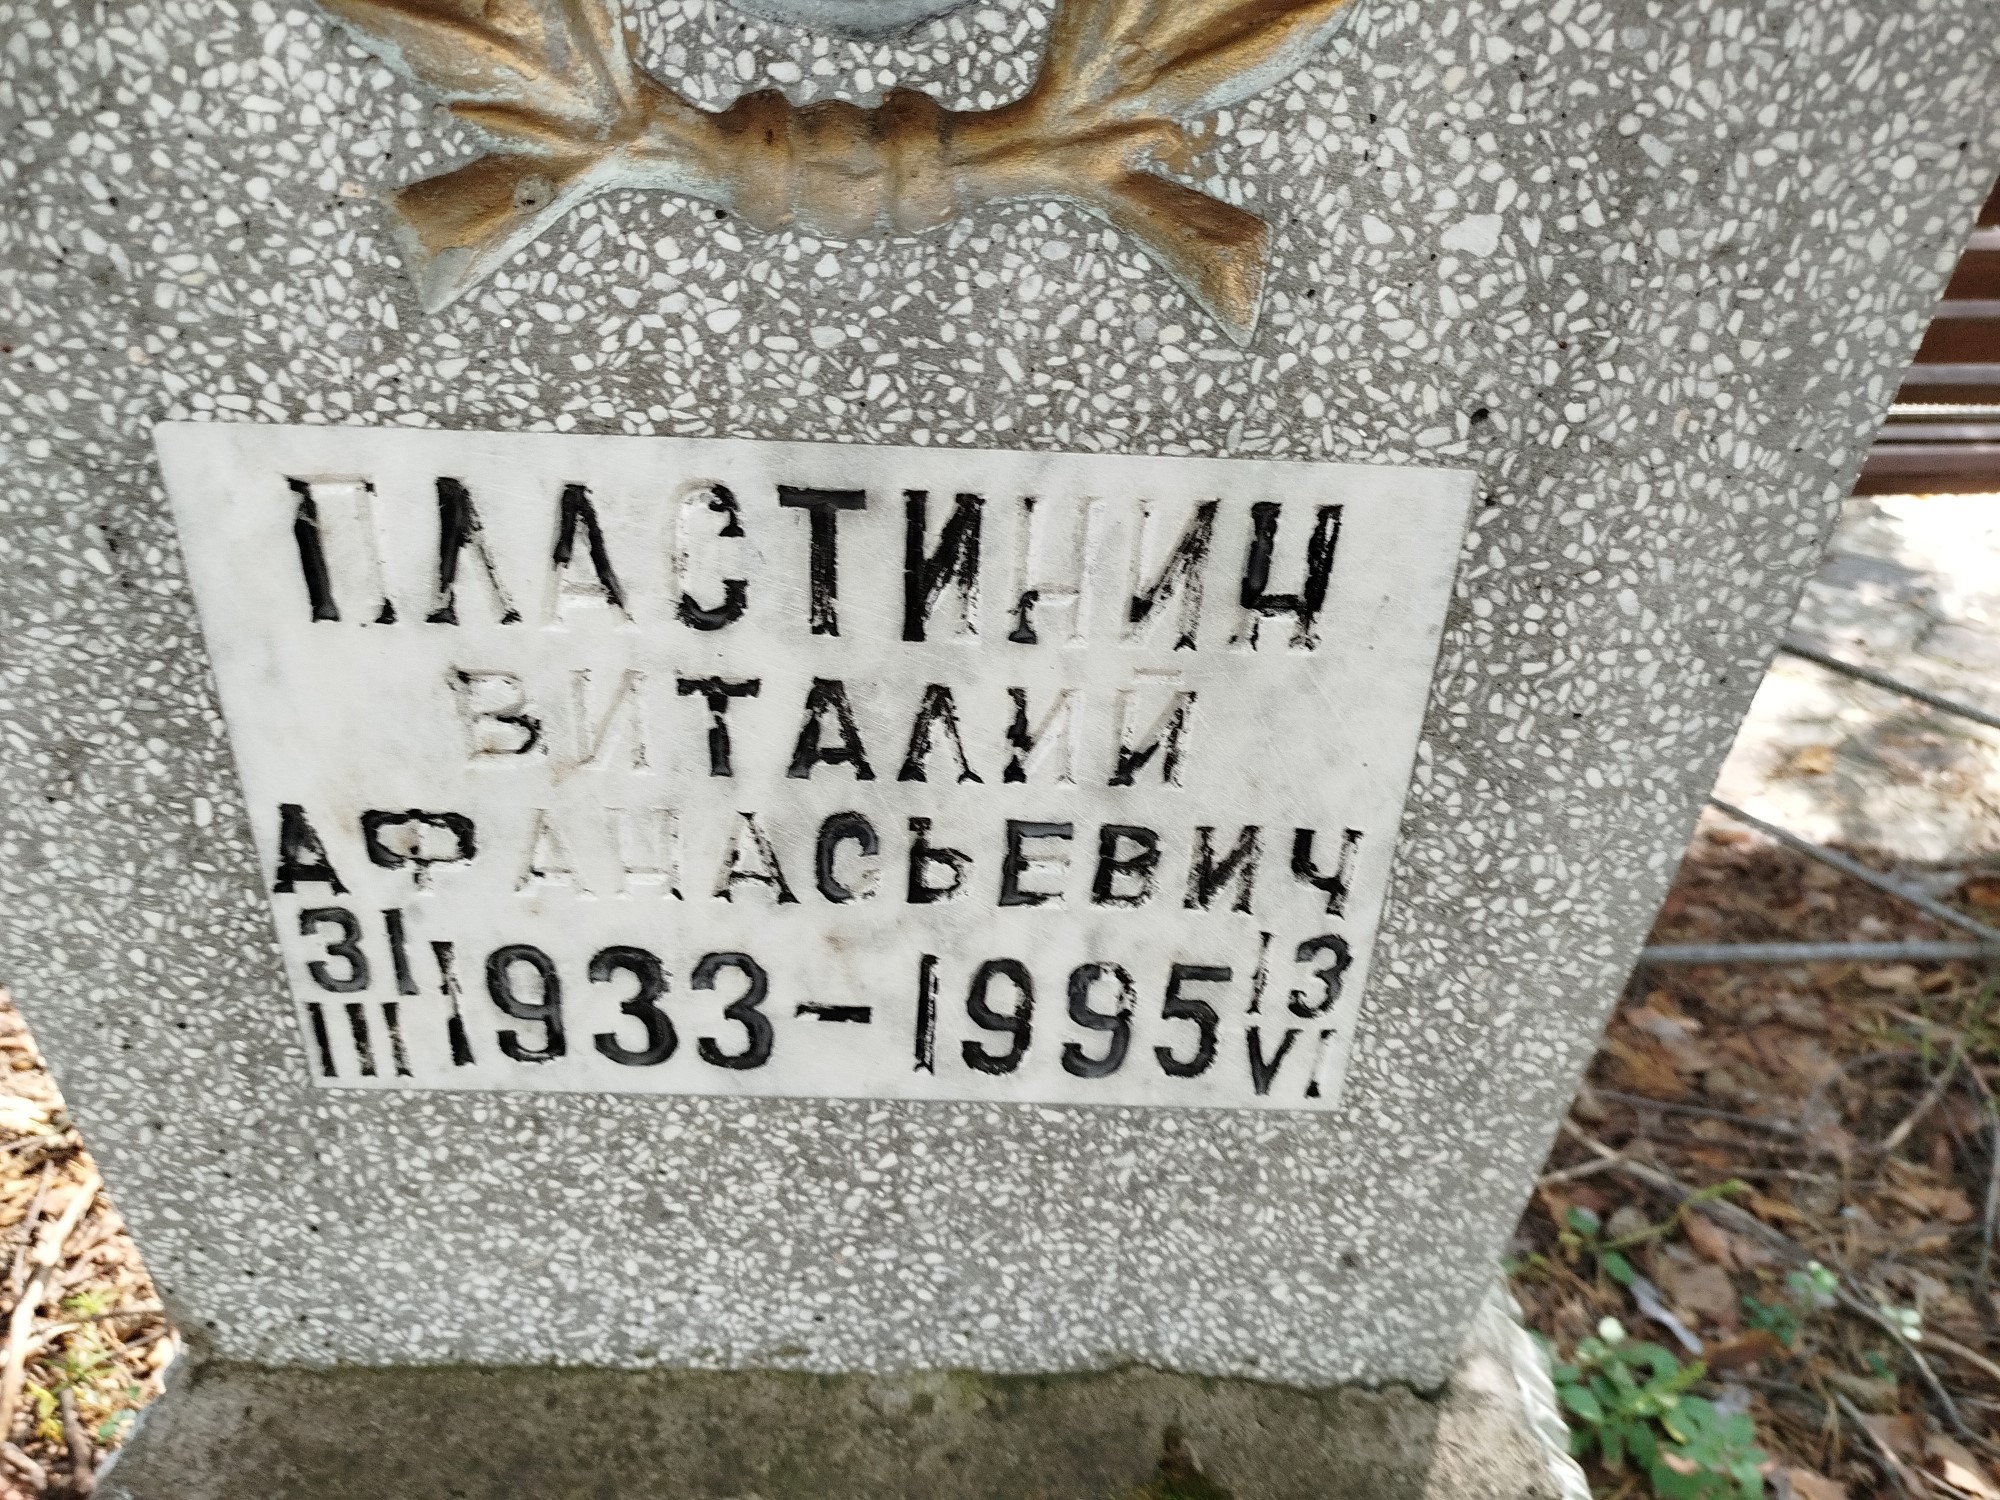 ПЛАСТИНИН
ВИТАЛИЙ
АФАНАСЬЕВИЧ
31 III 1933-1995 13 VI